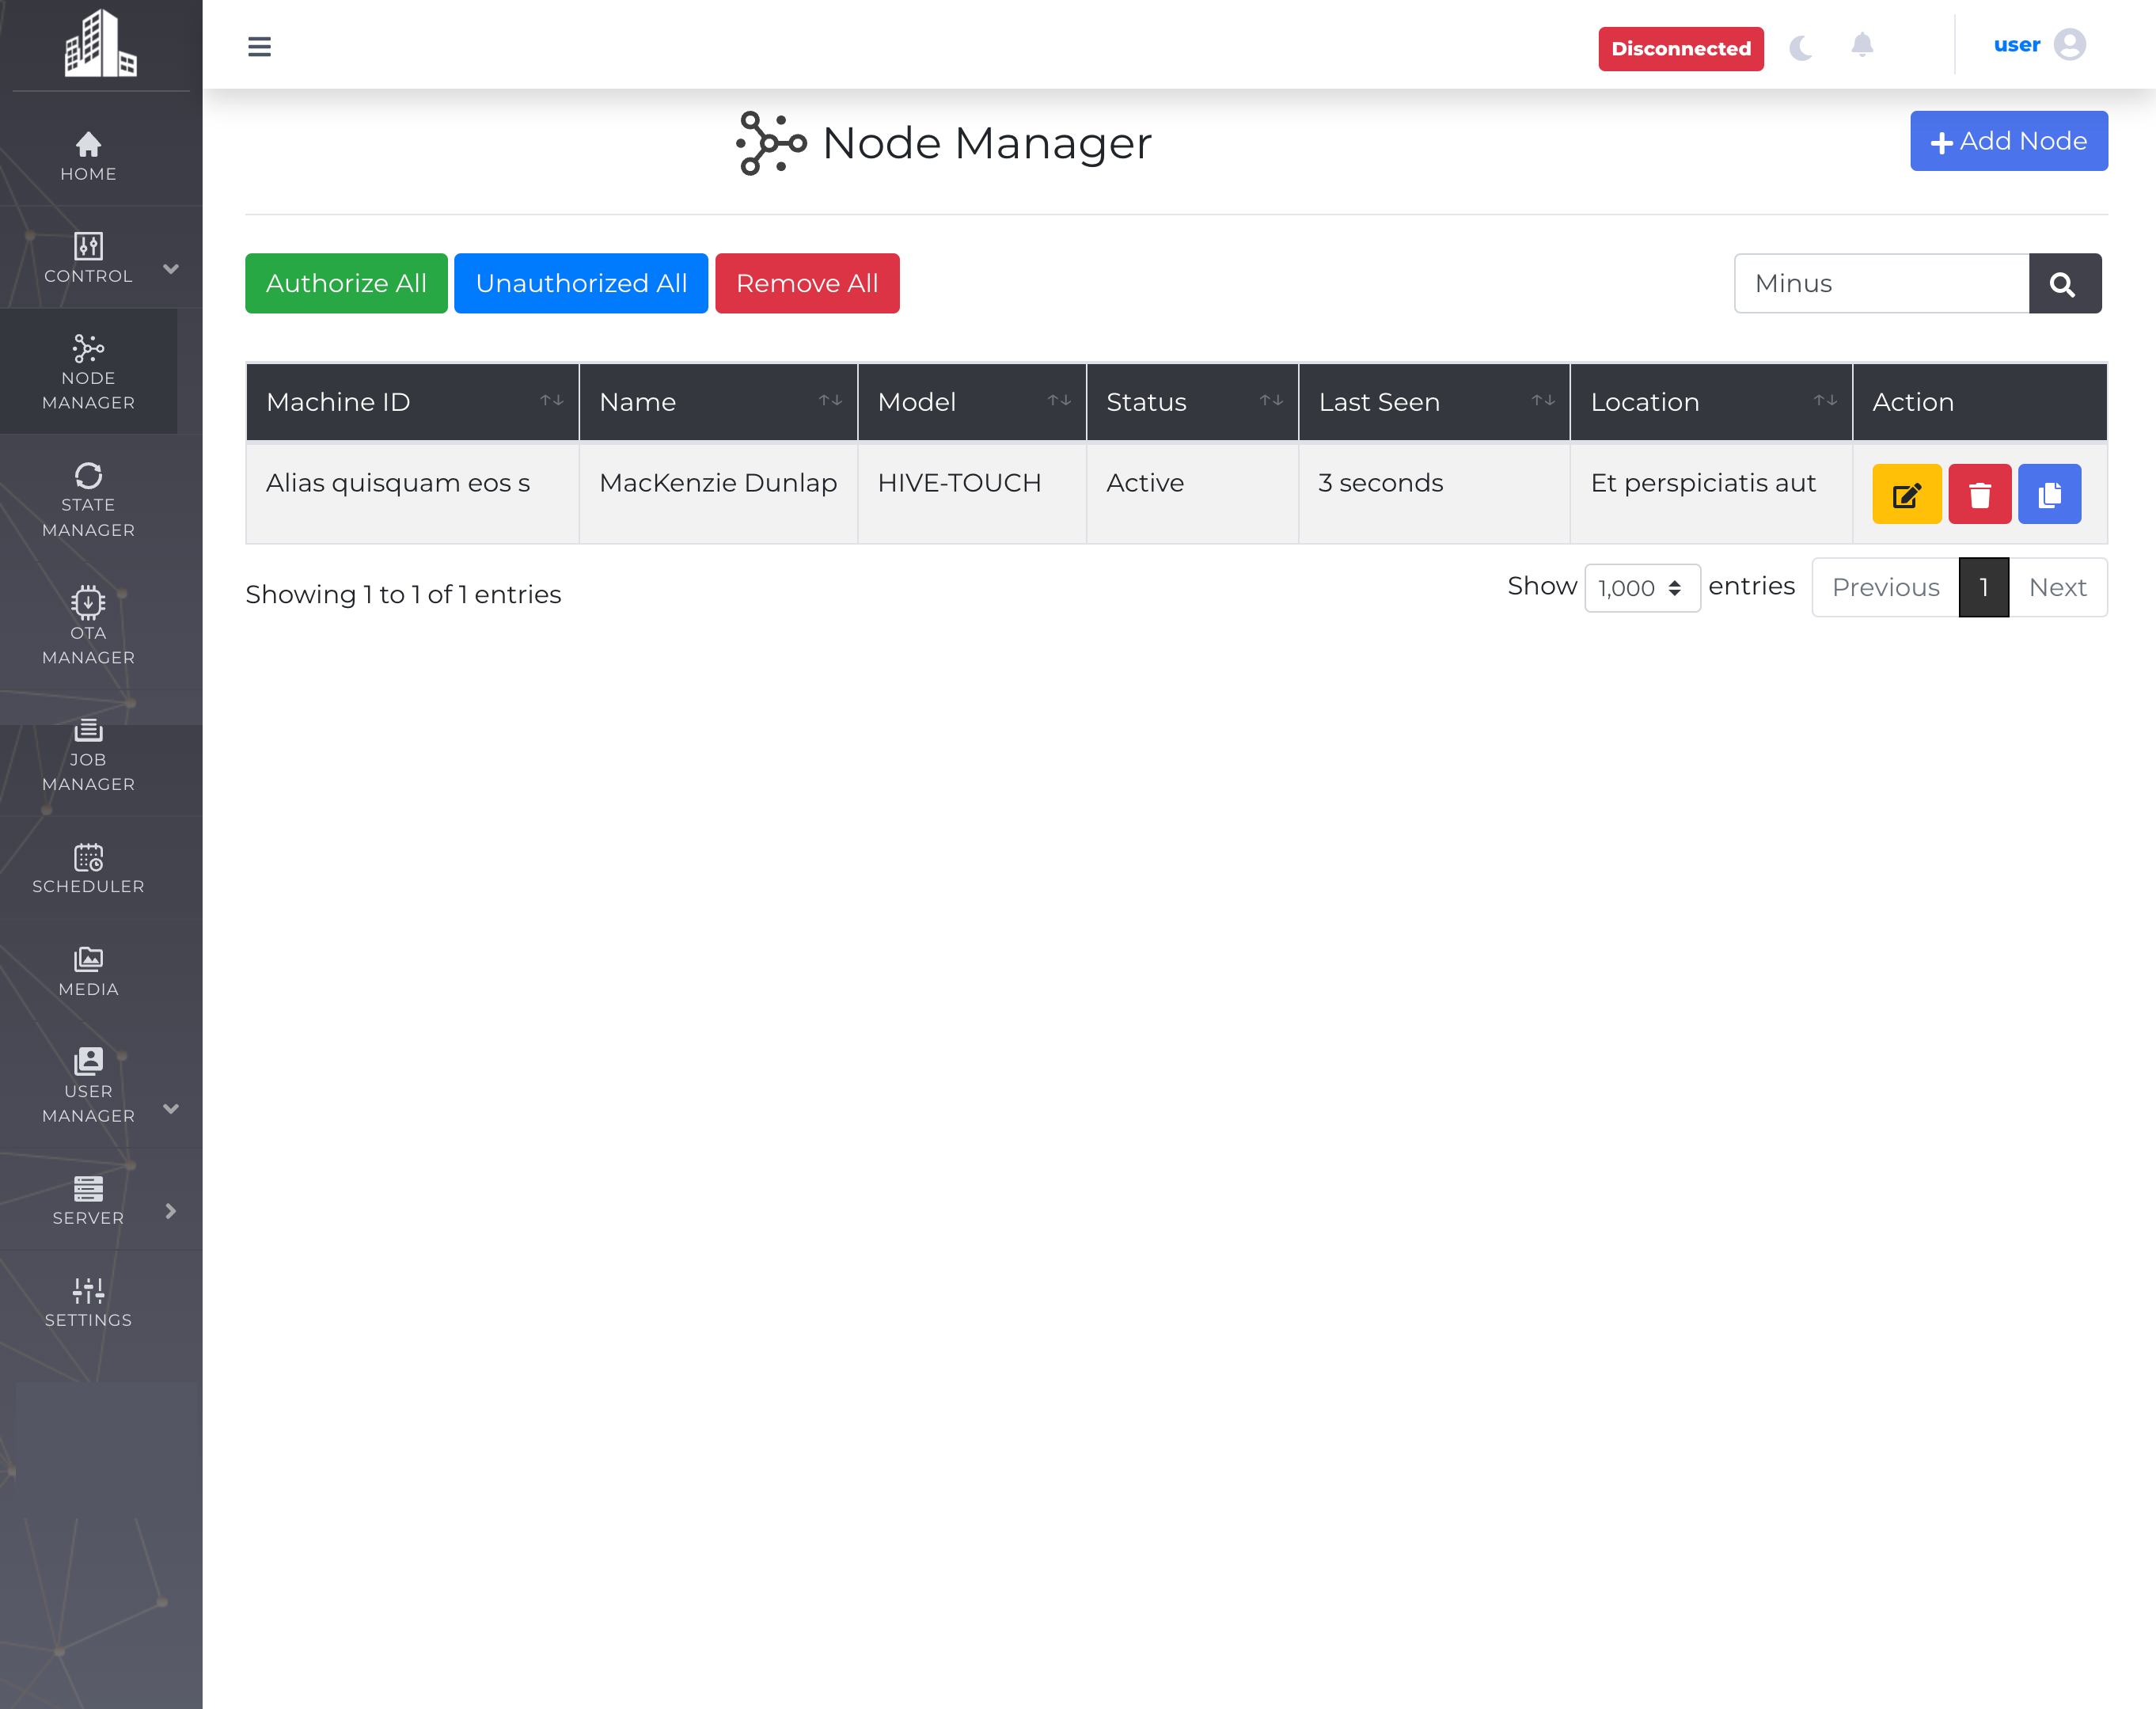 Disconnected
user
HOME
CONTROL
NODE
MANAGER
STATE
MANAGER
OTA
MANAGER
JOB
MANAGER
SCHEDULER
MEDIA
USER
MANAGER
SERVER
SETTINGS
Node Manager
Add Node
Authorize All
Unauthorized All
Remove All
Minus
Machine ID Name Model Status Last Seen Location Action
Alias quisquam eos s MacKenzie Dunlap HIVE-TOUCH Active 3 seconds Et perspiciatis aut
Showing 1 to 1 of 1 entries
Show 1,000 entries
Previous 1 Next